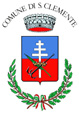 COMUNE DI S. CLEMENTE